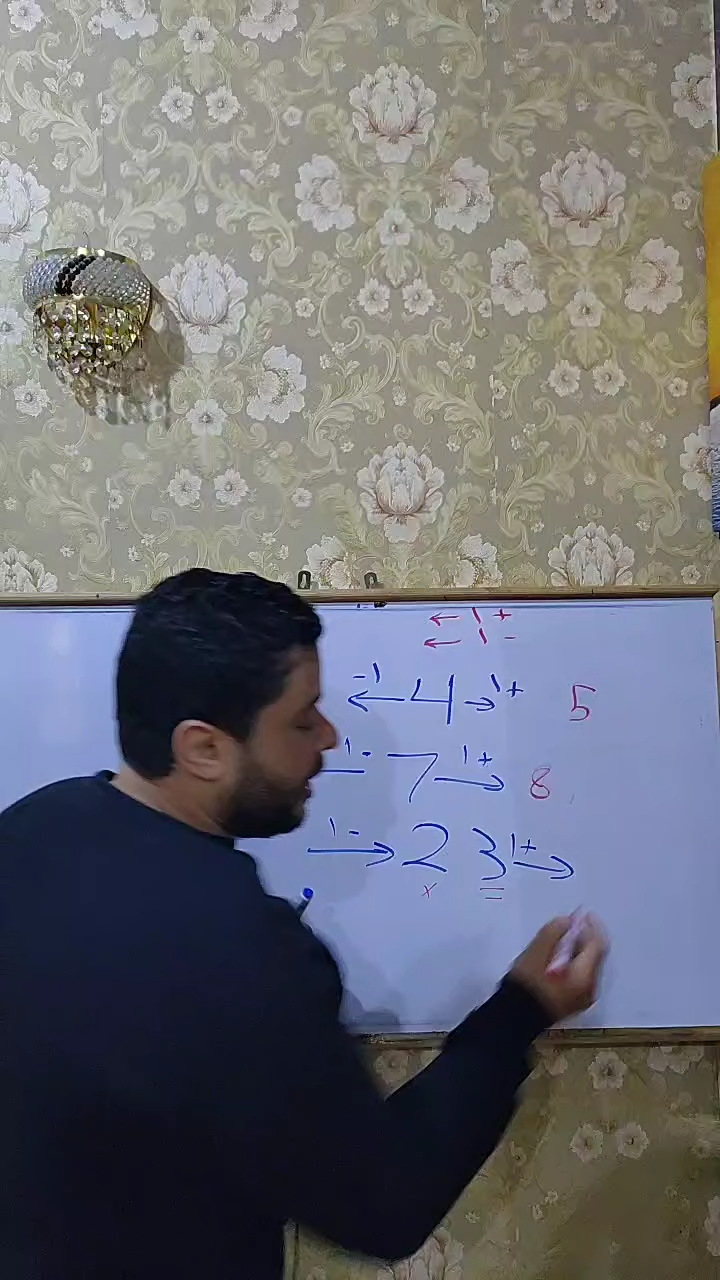 ← 1 +
← 1 -
-1 ← 4 → 1+ 5
1- 7 → 1+ 8
1- → 2 3 1+ →
x =